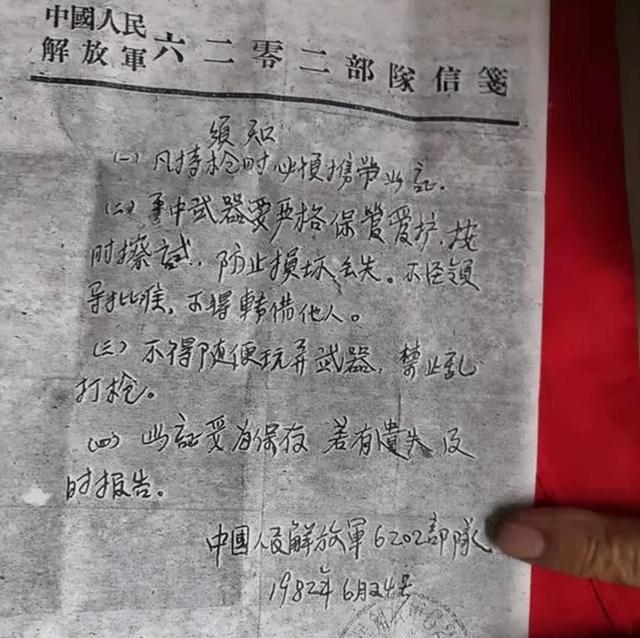 中國人民
解放軍六二零二部隊信箋
須知
(一) 凡持枪时必须携带此証.
(二) 手中武器要严格保管爱护,按
时擦拭,防止損坏丢失。不经領
导批准,不得轉借他人。
(三) 不得随便玩弄武器,禁止乱
打枪。
(四) 此証要为保存 若有遺失 及
时报告。
中國人民解放軍6202部隊
1982年6月24号